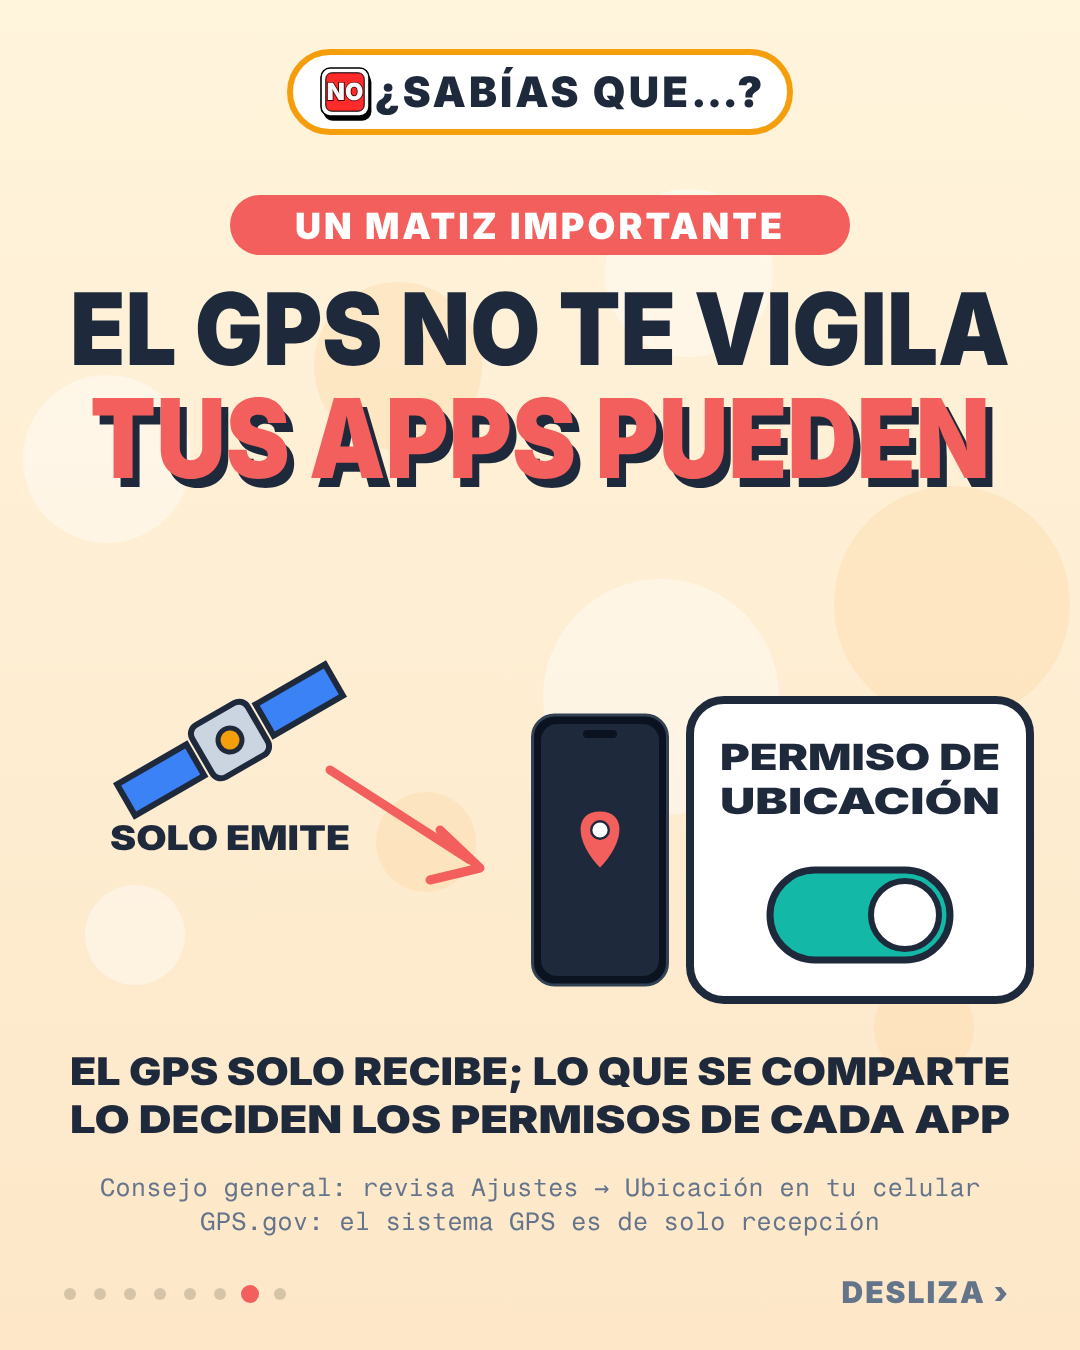 NO ¿SABÍAS QUE...?
UN MATIZ IMPORTANTE
EL GPS NO TE VIGILA
TUS APPS PUEDEN
SOLO EMITE
PERMISO DE
UBICACIÓN
EL GPS SOLO RECIBE; LO QUE SE COMPARTE
LO DECIDEN LOS PERMISOS DE CADA APP
Consejo general: revisa Ajustes → Ubicación en tu celular
GPS.gov: el sistema GPS es de solo recepción
DESLIZA ›